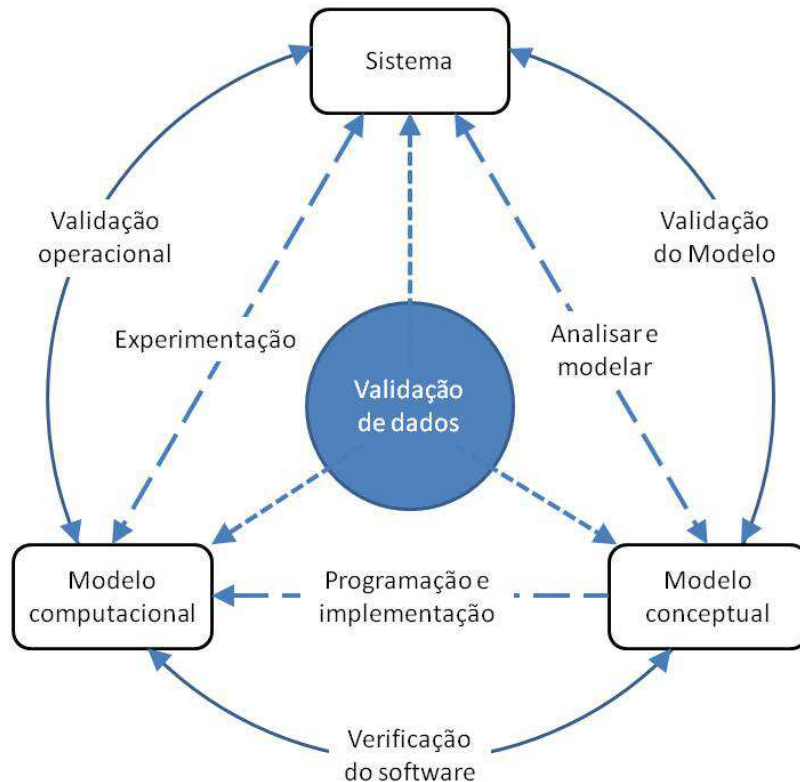 Sistema
Validação
operacional
Validação
do Modelo
Experimentação
Analisar e
modelar
Validação
de dados
Modelo
computacional
Programação e
implementação
Modelo
conceptual
Verificação
do software